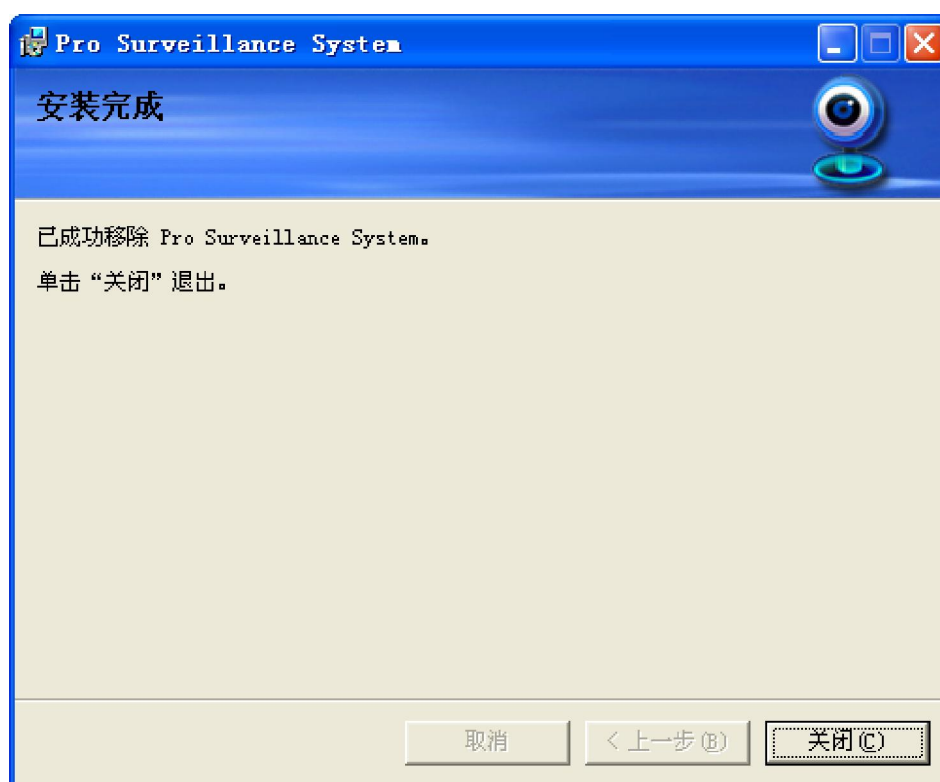 Pro Surveillance System
安装完成
已成功移除 Pro Surveillance System。
单击“关闭”退出。
取消
< 上一步(B)
关闭(C)